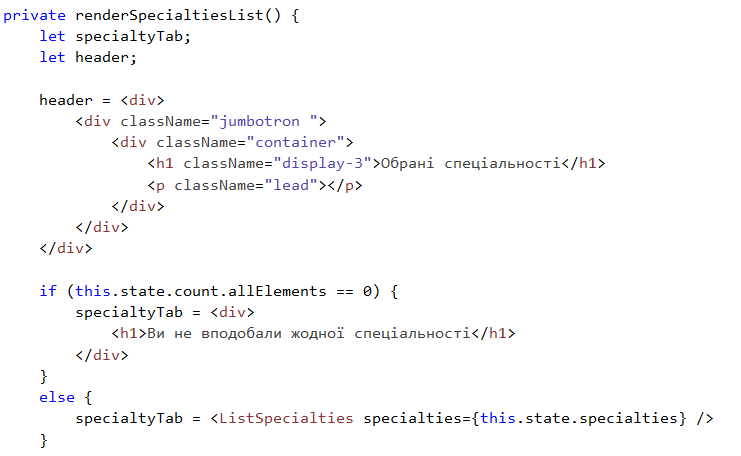 private renderSpecialtiesList() {
    let specialtyTab;
    let header;

    header = <div>
        <div className="jumbotron ">
            <div className="container">
                <h1 className="display-3">Обрані спеціальності</h1>
                <p className="lead"></p>
            </div>
        </div>
    </div>

    if (this.state.count.allElements == 0) {
        specialtyTab = <div>
            <h1>Ви не вподобали жодної спеціальності</h1>
        </div>
    }
    else {
        specialtyTab = <ListSpecialties specialties={this.state.specialties} />
    }